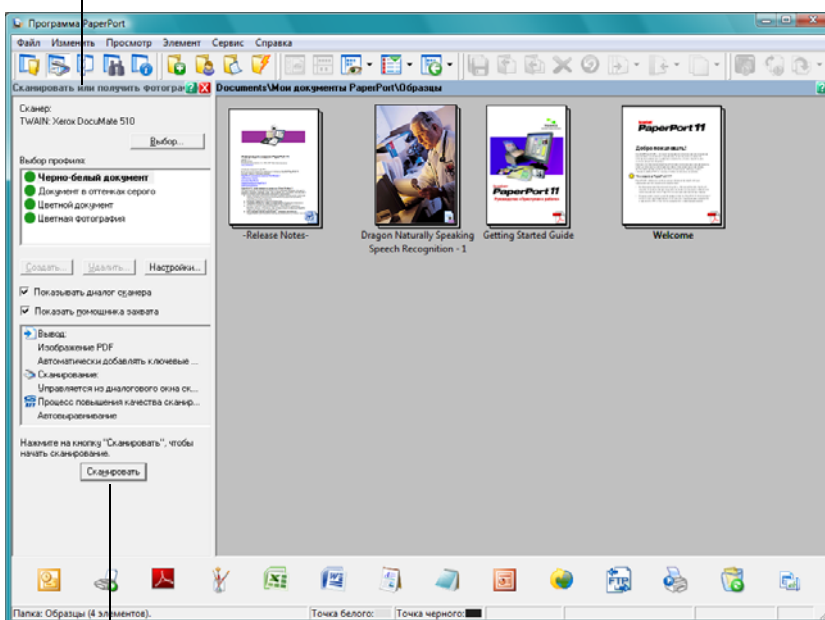 Программа PaperPort
Файл Изменить Просмотр Элемент Сервис Справка
Сканировать или получить фотогра
Documents\Мои документы PaperPort\Образцы
Сканер:
TWAIN: Xerox DocuMate 510
Выбор...
Выбор профиля:
Черно-белый документ
Документ в оттенках серого
Цветной документ
Цветная фотография
Создать... Удалить... Настройки...
Показывать диалог сканера
Показать помощника захвата
Вывод:
Изображение PDF
Автоматически добавлять ключевые ...
Сканирование:
Управляется из диалогового окна ск...
Процесс повышения качества сканир...
Автовыравнивание
Нажмите на кнопку "Сканировать", чтобы
начать сканирование.
Сканировать
PaperPort 11
PaperPort 11
Добро пожаловать!
-Release Notes-
Dragon Naturally Speaking
Speech Recognition - 1
Getting Started Guide
Welcome
FTP
Папка: Образцы (4 элементов).
Точка белого:
Точка черного: